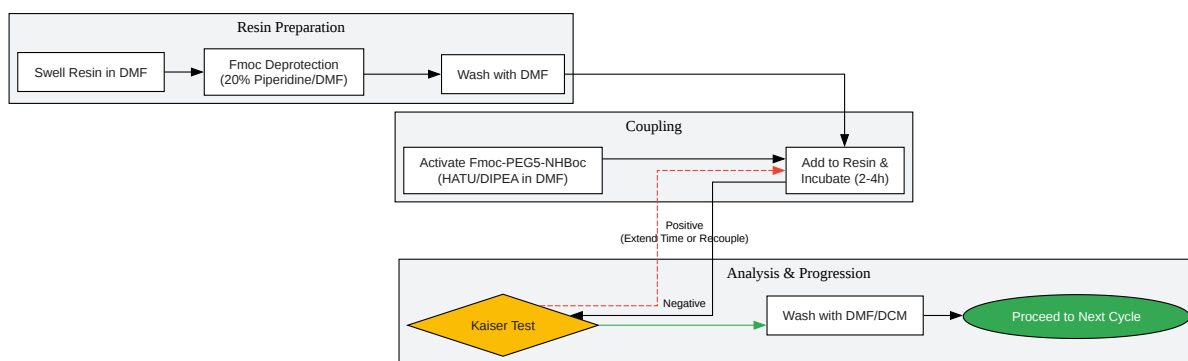 Resin Preparation
Swell Resin in DMF
Fmoc Deprotection
(20% Piperidine/DMF)
Wash with DMF
Coupling
Activate Fmoc-PEG5-NHBoc
(HATU/DIPEA in DMF)
Add to Resin &
Incubate (2-4h)
Positive
(Extend Time or Recouple)
Analysis & Progression
Negative
Kaiser Test
Wash with DMF/DCM
Proceed to Next Cycle